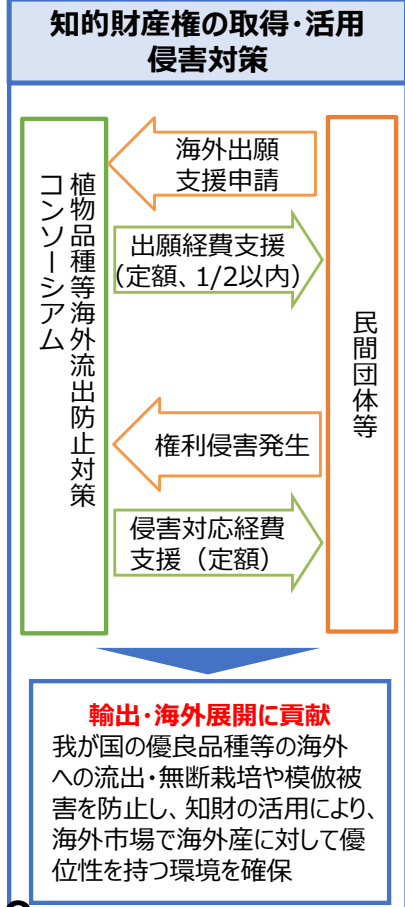 知的財産権の取得・活用
侵害対策
植物品種等海外流出防止対策
コンソーシアム
海外出願
支援申請
出願経費支援
（定額、1/2以内）
権利侵害発生
侵害対応経費
支援（定額）
民間団体等
輸出・海外展開に貢献
我が国の優良品種等の海外
への流出・無断栽培や模倣被
害を防止し、知財の活用により、
海外市場で海外産に対して優
位性を持つ環境を確保